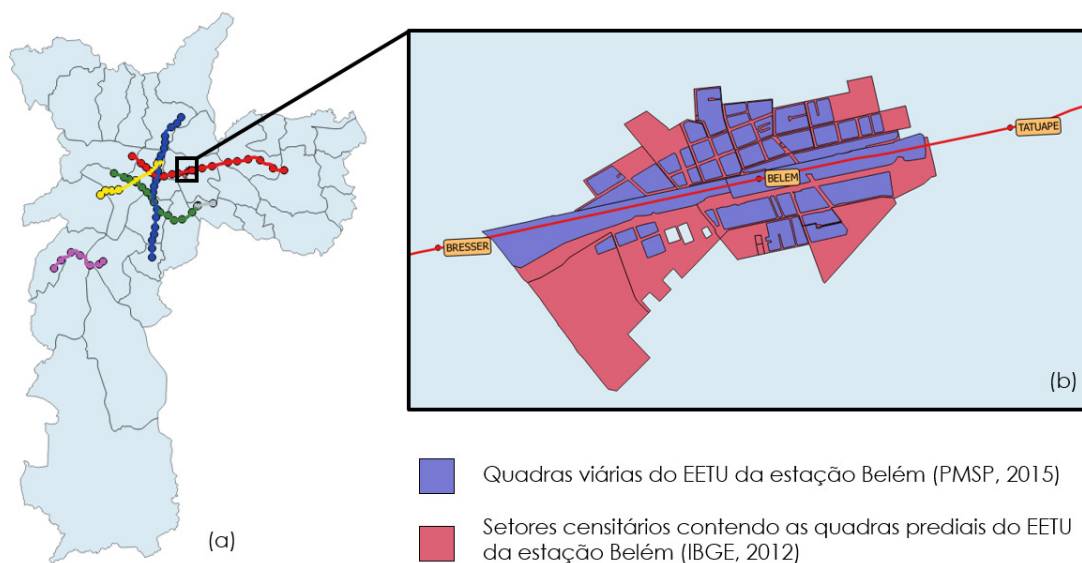 TATUAPE
BELEM
BRESSER
(b)
(a)
Quadras viárias do EETU da estação Belém (PMSP, 2015)
Setores censitários contendo as quadras prediais do EETU
da estação Belém (IBGE, 2012)